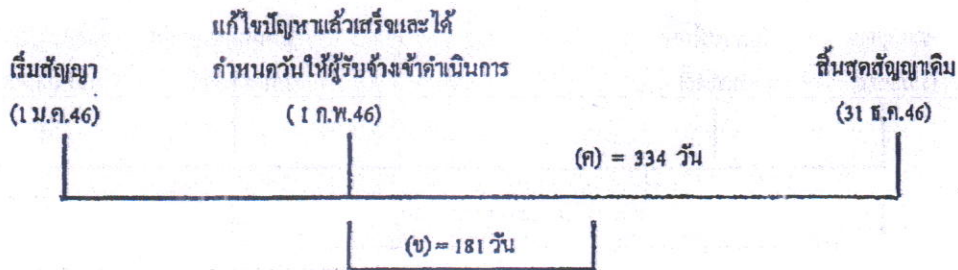 แก้ไขปัญหาแล้วเสร็จและได้
เริ่มสัญญา กำหนดวันให้ผู้รับจ้างเข้าดำเนินการ สิ้นสุดสัญญาเดิม
(1 ม.ค.46) ( 1 ก.พ.46) (31 ธ.ค.46)
(ค) = 334 วัน
(ข) = 181 วัน